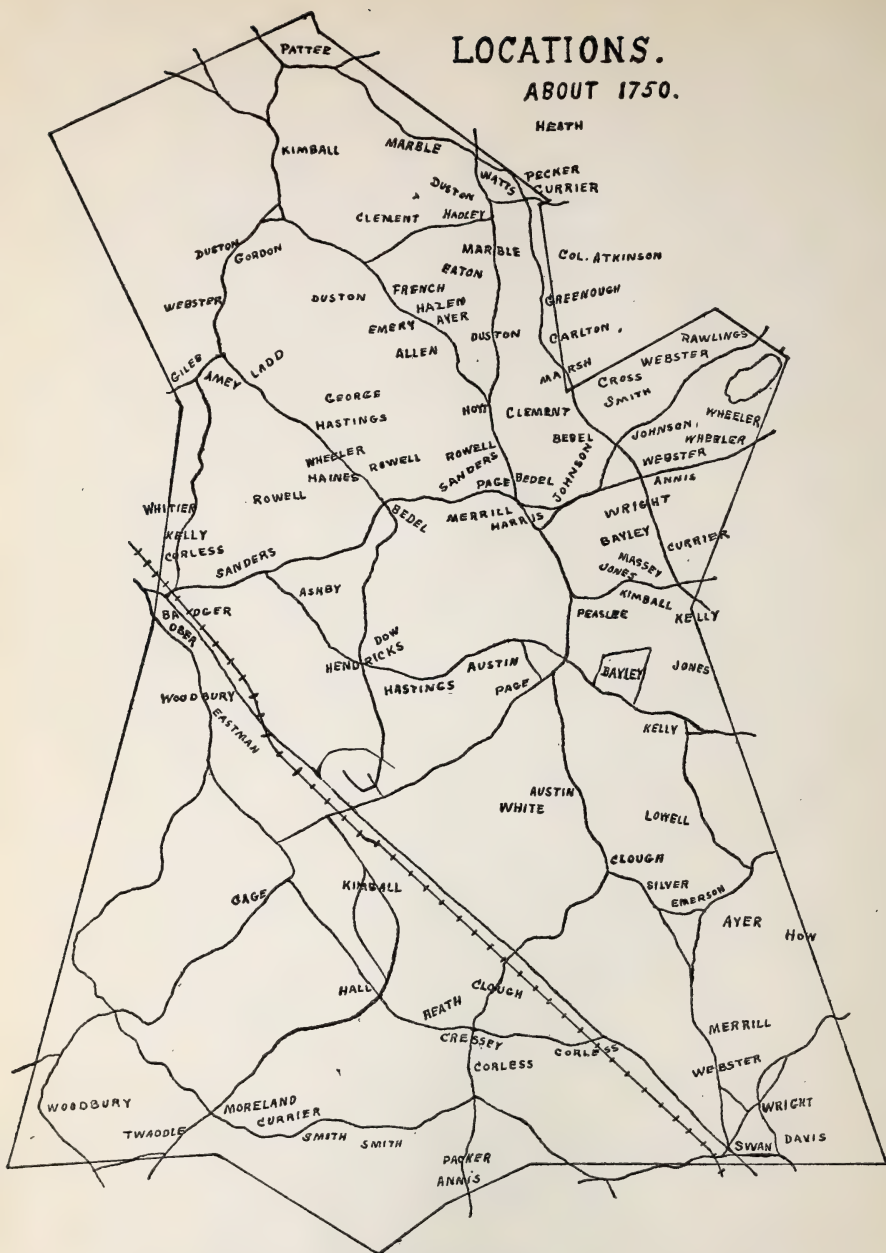 LOCATIONS.
ABOUT 1750.
PATTEE
HEATH
KIMBALL
MARBLE
WATTS
PECKER
CURRIER
DUSTON
CLEMENT
HADLEY
DUSTON
GORDON
MARBLE
COL. ATKINSON
EATON
WEBSTER
DUSTON
FRENCH
GREENOUGH
HAZEN
AYER
EMERY
DUSTON
CARLTON.
RAWLINGS
ALLEN
WEBSTER
GILES
AMEY
LADD
MARSH
CROSS
SMITH
GEORGE
HASTINGS
HOYT
CLEMENT
WHEELER
JOHNSON.
BEDEL
WHEELER
WHEELER
ROWELL
ROWELL
SANDERS
WEBSTER
HAINES
PAGE
BEDEL
JOHNSON
ANNIS
ROWELL
WHITIER
BEDEL
MERRILL
HARRIS
WRIGHT
KELLY
CORLESS
BAYLEY
CURRIER
SANDERS
MASSEY
JONES
ASHBY
KIMBALL
BADGER
OBER
PEASLEE
KELLY
DOW
HENDRICKS
AUSTIN
BAYLEY
JONES
HASTINGS
PAGE
WOODBURY
EASTMAN
KELLY
AUSTIN
WHITE
LOWELL
CLOUGH
GAGE
KIMBALL
SILVER
EMERSON
AYER
HOW
HALL
CLOUGH
HEATH
CRESSEY
CORLESS
MERRILL
CORLESS
WEBSTER
WOODBURY
MORELAND
CURRIER
WRIGHT
TWADDLE
SMITH
SMITH
SWAN
DAVIS
PACKER
ANNIS